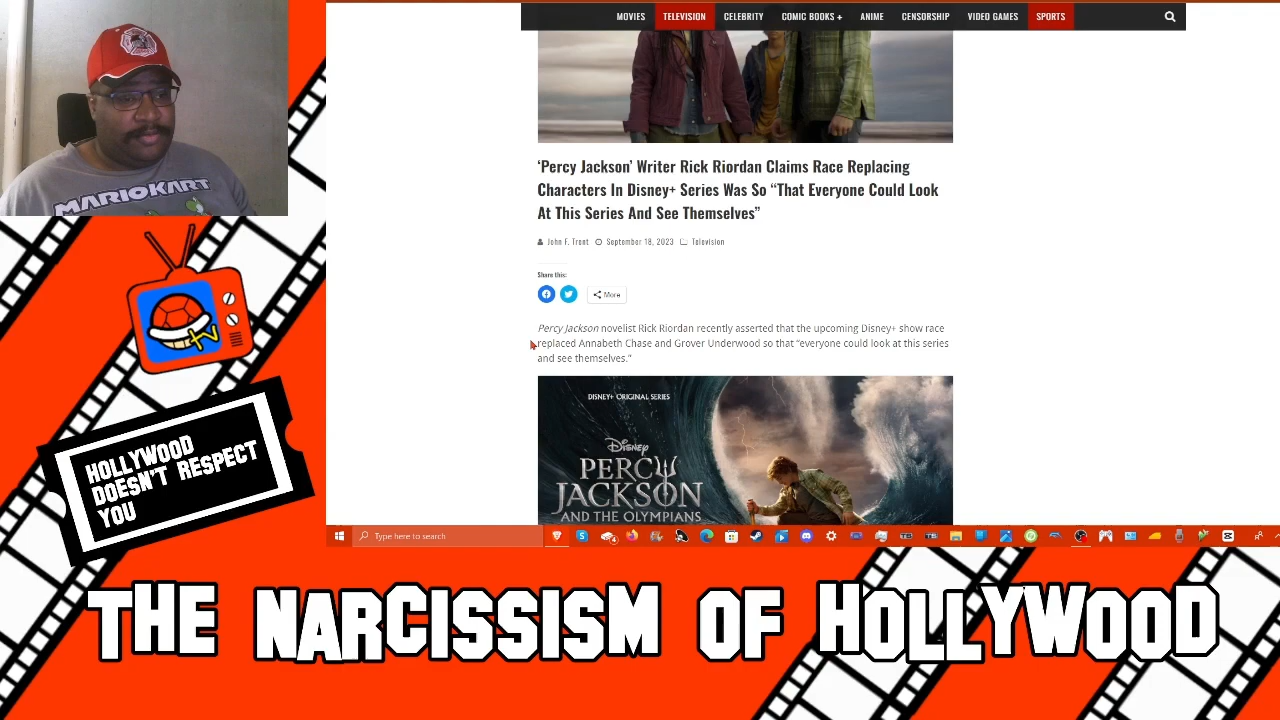 MOVIES TELEVISION CELEBRITY COMIC BOOKS + ANIME CENSORSHIP VIDEO GAMES SPORTS
MARIOKART
‘Percy Jackson’ Writer Rick Riordan Claims Race Replacing
Characters In Disney+ Series Was So “That Everyone Could Look
At This Series And See Themselves”
John F. Trent September 18, 2023 Television
Share this:
More
Percy Jackson novelist Rick Riordan recently asserted that the upcoming Disney+ show race
replaced Annabeth Chase and Grover Underwood so that “everyone could look at this series
and see themselves.”
DISNEY+ ORIGINAL SERIES
Disney
PERCY
JACKSON
AND THE OLYMPIANS
tv
HOLLYWOOD
DOESN'T RESPECT
YOU
Type here to search
THE NARCISSISM OF HOLLYWOOD